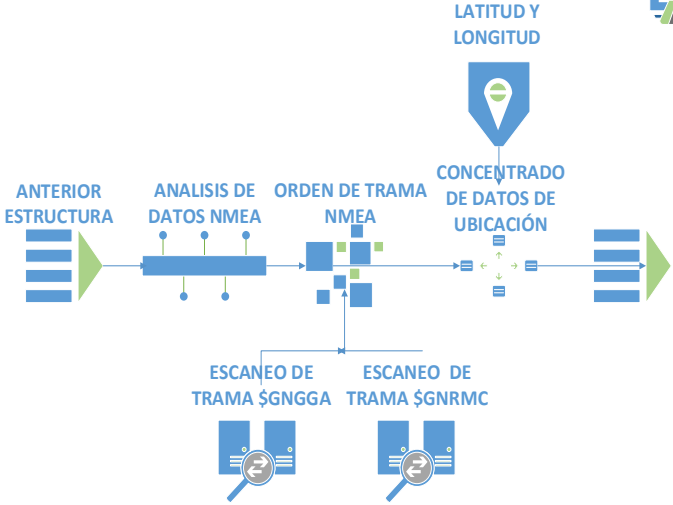 LATITUD Y
LONGITUD
CONCENTRADO
DE DATOS DE
UBICACIÓN
ANTERIOR
ESTRUCTURA
ANALISIS DE
DATOS NMEA
ORDEN DE TRAMA
NMEA
ESCANEO DE
TRAMA $GNGGA
ESCANEO DE
TRAMA $GNRMC